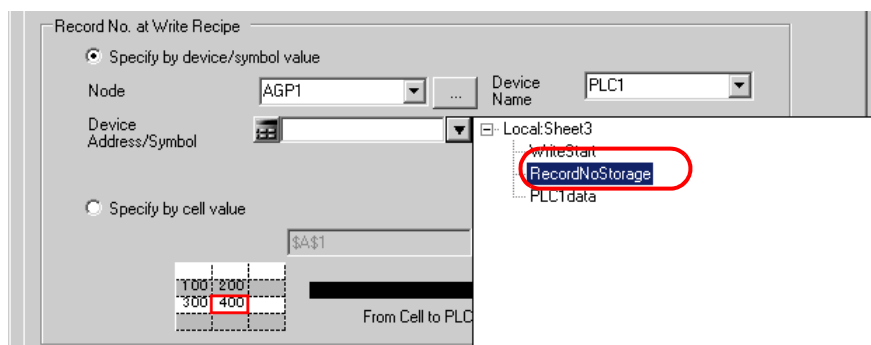 Record No. at Write Recipe
Specify by device/symbol value
Node AGP1 ... Device Name PLC1
Device Address/Symbol
Local:Sheet3
WriteStart
RecordNoStorage
PLC1data
Specify by cell value
$A$1
100 200
300 400
From Cell to PLC